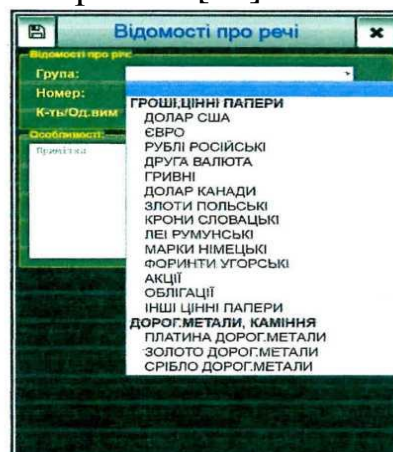 Відомості про речі
Відомості про річ:
Група:
Номер:
К-ть/Од.вим
Особливості:
Примітка
ГРОШІ,ЦІННІ ПАПЕРИ
ДОЛАР США
ЄВРО
РУБЛІ РОСІЙСЬКІ
ДРУГА ВАЛЮТА
ГРИВНІ
ДОЛАР КАНАДИ
ЗЛОТИ ПОЛЬСЬКІ
КРОНИ СЛОВАЦЬКІ
ЛЕІ РУМУНСЬКІ
МАРКИ НІМЕЦЬКІ
ФОРИНТИ УГОРСЬКІ
АКЦІЇ
ОБЛІГАЦІЇ
ІНШІ ЦІННІ ПАПЕРИ
ДОРОГ.МЕТАЛИ, КАМІННЯ
ПЛАТИНА ДОРОГ.МЕТАЛИ
ЗОЛОТО ДОРОГ.МЕТАЛИ
СРІБЛО ДОРОГ.МЕТАЛИ